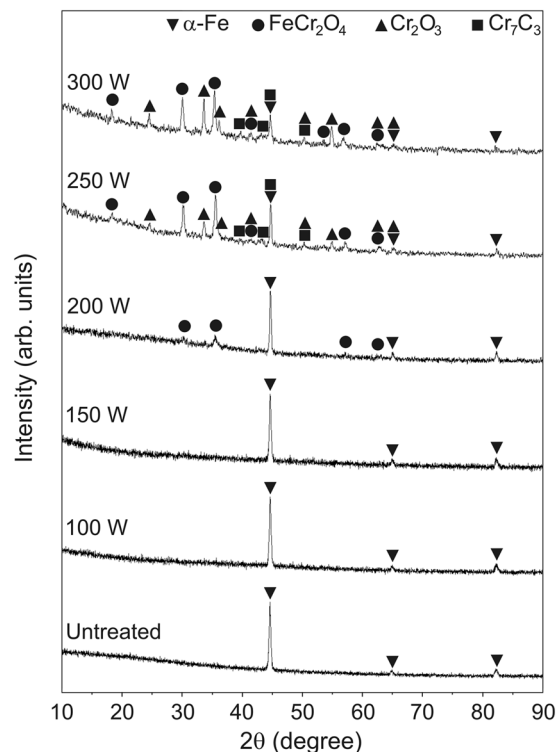 ▼ α-Fe ● FeCr₂O₄ ▲ Cr₂O₃ ■ Cr₇C₃
300 W
250 W
200 W
150 W
100 W
Untreated
Intensity (arb. units)
10 20 30 40 50 60 70 80 90
2θ (degree)